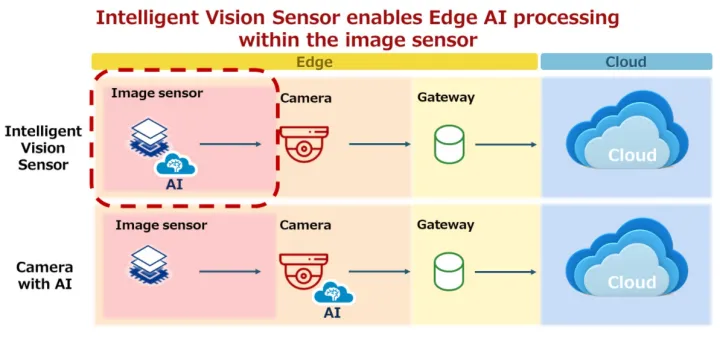 Intelligent Vision Sensor enables Edge AI processing
within the image sensor
Edge
Cloud
Intelligent
Vision
Sensor
Image sensor
AI
Camera
Gateway
Cloud
Camera
with AI
Image sensor
Camera
AI
Gateway
Cloud